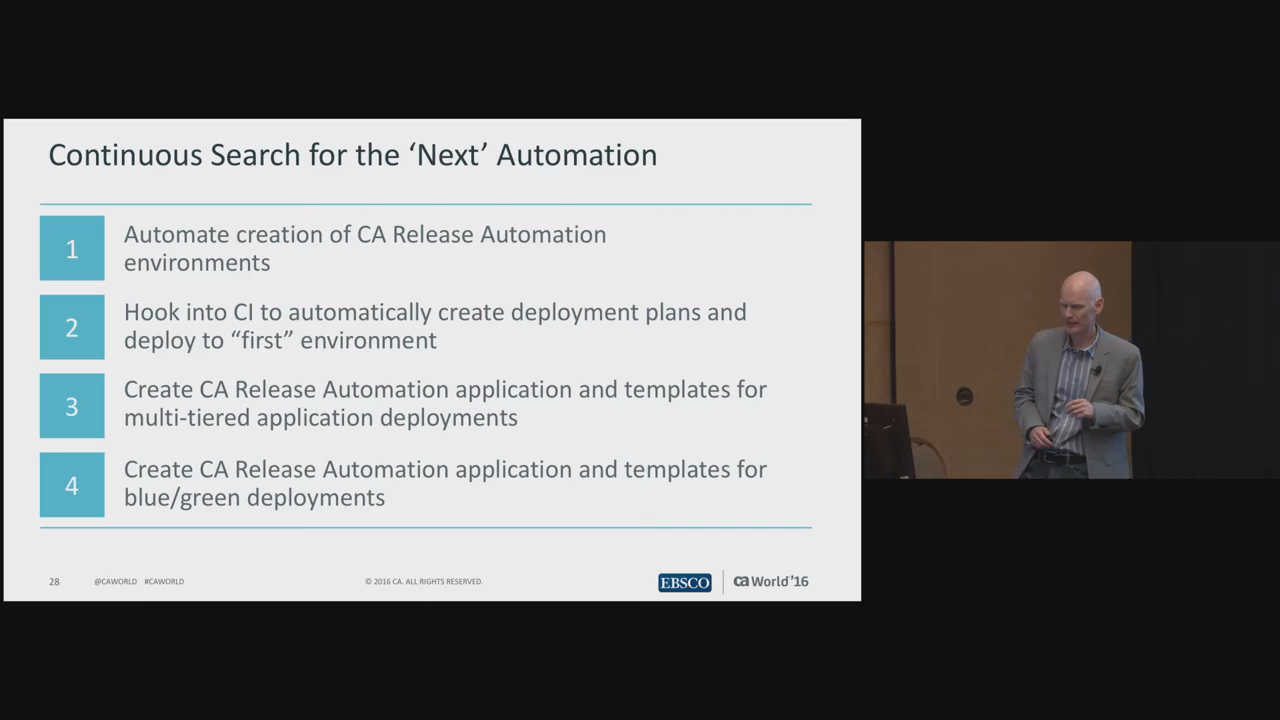 Continuous Search for the ‘Next’ Automation
1
Automate creation of CA Release Automation
environments
2
Hook into CI to automatically create deployment plans and
deploy to “first” environment
3
Create CA Release Automation application and templates for
multi-tiered application deployments
4
Create CA Release Automation application and templates for
blue/green deployments
28 @CAWORLD #CAWORLD © 2016 CA. ALL RIGHTS RESERVED. EBSCO ca World’16